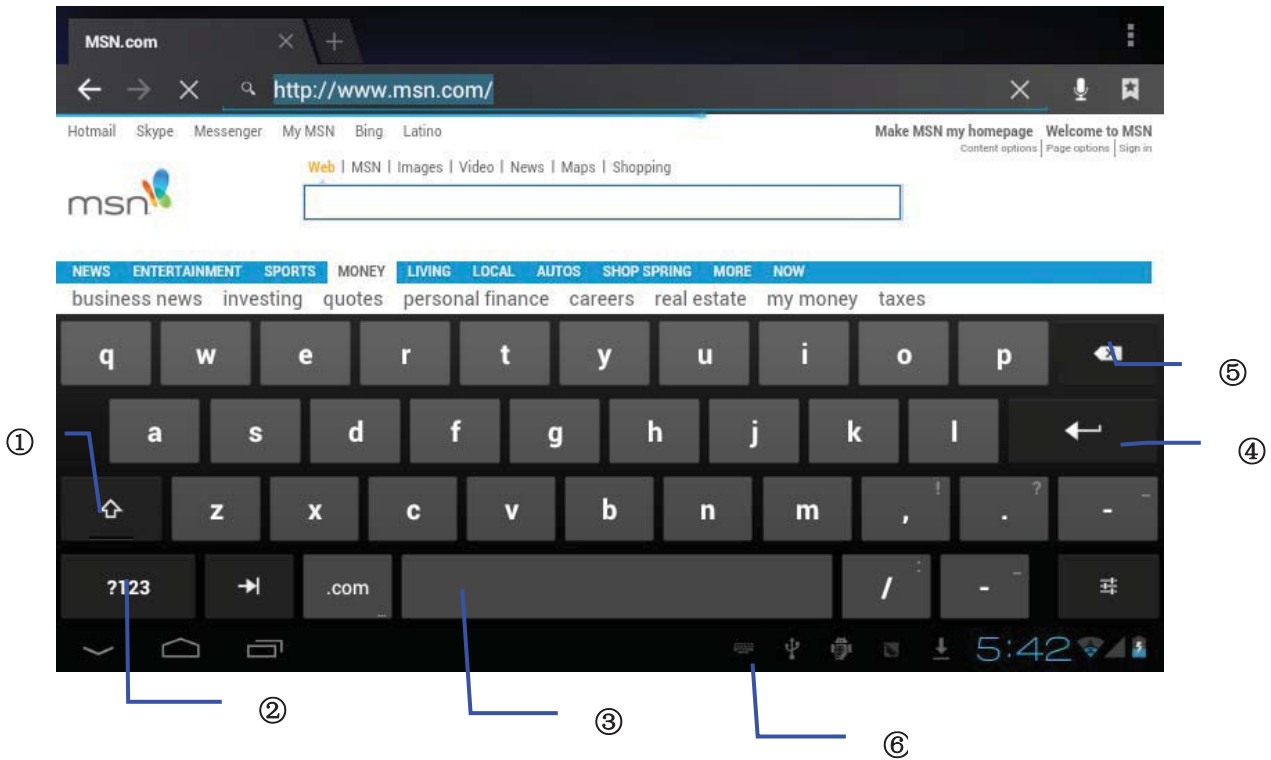 MSN.com
http://www.msn.com/
Hotmail Skype Messenger My MSN Bing Latino Make MSN my homepage Welcome to MSN
Content options | Page options | Sign in
Web | MSN | Images | Video | News | Maps | Shopping
msn
NEWS ENTERTAINMENT SPORTS MONEY LIVING LOCAL AUTOS SHOP SPRING MORE NOW
business news investing quotes personal finance careers real estate my money taxes
q w e r t y u i o p
⑤
① a s d f g h j k l
④
z x c v b n m , ! . ? - _
?123 .com ... / : - _
5:42
② ③
⑥